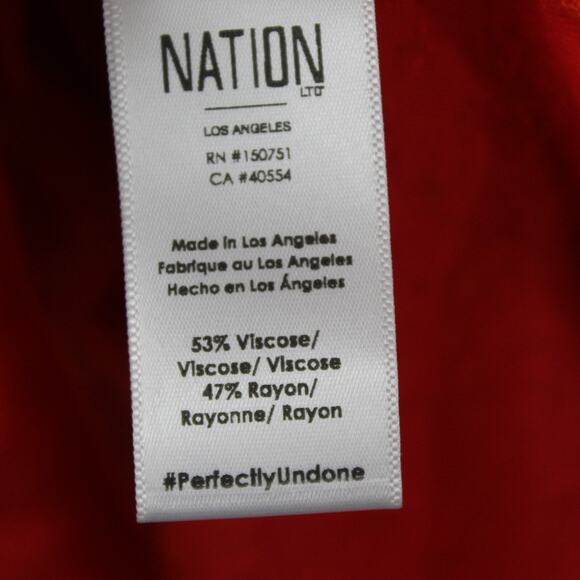 NATION
LTD
LOS ANGELES
RN #150751
CA #40554
Made in Los Angeles
Fabrique au Los Angeles
Hecho en Los Ángeles
53% Viscose/
Viscose/ Viscose
47% Rayon/
Rayonne/ Rayon
#PerfectlyUndone